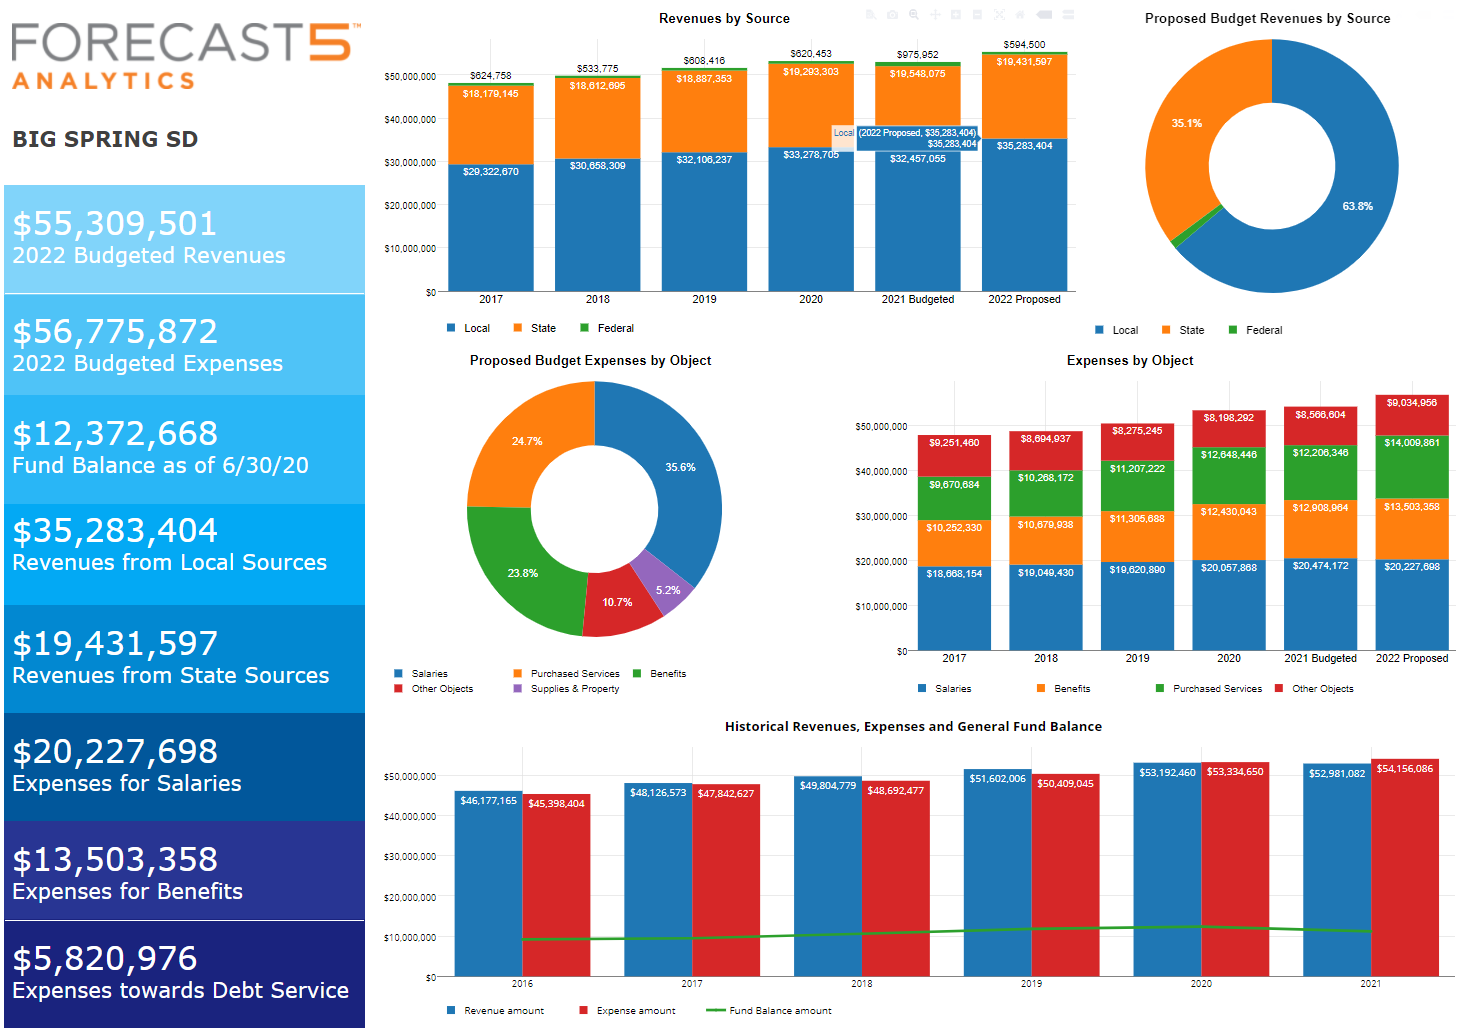 FORECAST5™
ANALYTICS
BIG SPRING SD
$55,309,501
2022 Budgeted Revenues
$56,775,872
2022 Budgeted Expenses
$12,372,668
Fund Balance as of 6/30/20
$35,283,404
Revenues from Local Sources
$19,431,597
Revenues from State Sources
$20,227,698
Expenses for Salaries
$13,503,358
Expenses for Benefits
$5,820,976
Expenses towards Debt Service
Revenues by Source
$50,000,000
$40,000,000
$30,000,000
$20,000,000
$10,000,000
$0
$624,758
$533,775
$608,416
$620,453
$975,952
$594,500
$18,179,145
$18,612,695
$18,887,353
$19,293,303
$19,548,075
$19,431,597
Local
(2022 Proposed, $35,283,404)
$35,283,404
$29,322,670
$30,658,309
$32,106,237
$33,278,705
$32,457,055
$35,283,404
2017
2018
2019
2020
2021 Budgeted
2022 Proposed
Local
State
Federal
Proposed Budget Revenues by Source
35.1%
63.8%
Local
State
Federal
Proposed Budget Expenses by Object
24.7%
35.6%
23.8%
10.7%
5.2%
Salaries
Purchased Services
Benefits
Other Objects
Supplies & Property
Expenses by Object
$50,000,000
$40,000,000
$30,000,000
$20,000,000
$10,000,000
$0
$9,251,460
$8,694,937
$8,275,245
$8,198,292
$8,566,604
$9,034,956
$9,670,684
$10,268,172
$11,207,222
$12,648,446
$12,206,346
$14,009,861
$10,252,330
$10,679,938
$11,305,688
$12,430,043
$12,908,964
$13,503,358
$18,668,154
$19,049,430
$19,620,890
$20,057,868
$20,474,172
$20,227,698
2017
2018
2019
2020
2021 Budgeted
2022 Proposed
Salaries
Benefits
Purchased Services
Other Objects
Historical Revenues, Expenses and General Fund Balance
$50,000,000
$40,000,000
$30,000,000
$20,000,000
$10,000,000
$0
$46,177,165
$45,398,404
$48,126,573
$47,842,627
$49,804,779
$48,692,477
$51,602,006
$50,409,045
$53,192,460
$53,334,650
$52,981,082
$54,156,086
2016
2017
2018
2019
2020
2021
Revenue amount
Expense amount
Fund Balance amount